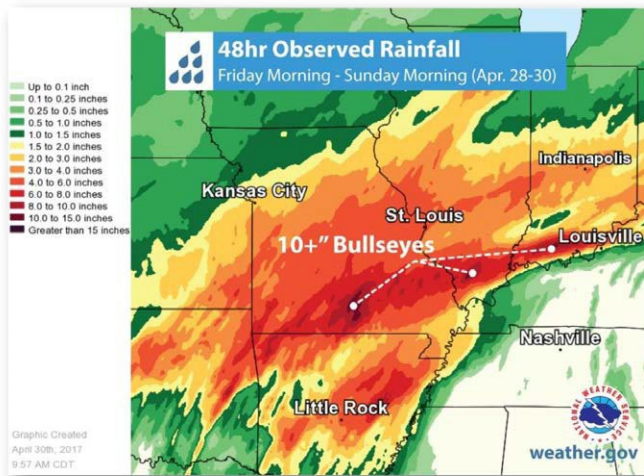 48hr Observed Rainfall
Friday Morning - Sunday Morning (Apr. 28-30)
Up to 0.1 inch
0.1 to 0.25 inches
0.25 to 0.5 inches
0.5 to 1.0 inches
1.0 to 1.5 inches
1.5 to 2.0 inches
2.0 to 3.0 inches
3.0 to 4.0 inches
4.0 to 6.0 inches
6.0 to 8.0 inches
8.0 to 10.0 inches
10.0 to 15.0 inches
Greater than 15 inches
Indianapolis
Kansas City
St. Louis
Louisville
10+" Bullseyes
Nashville
Little Rock
NATIONAL WEATHER SERVICE
weather.gov
Graphic Created
April 30th, 2017
9:57 AM CDT